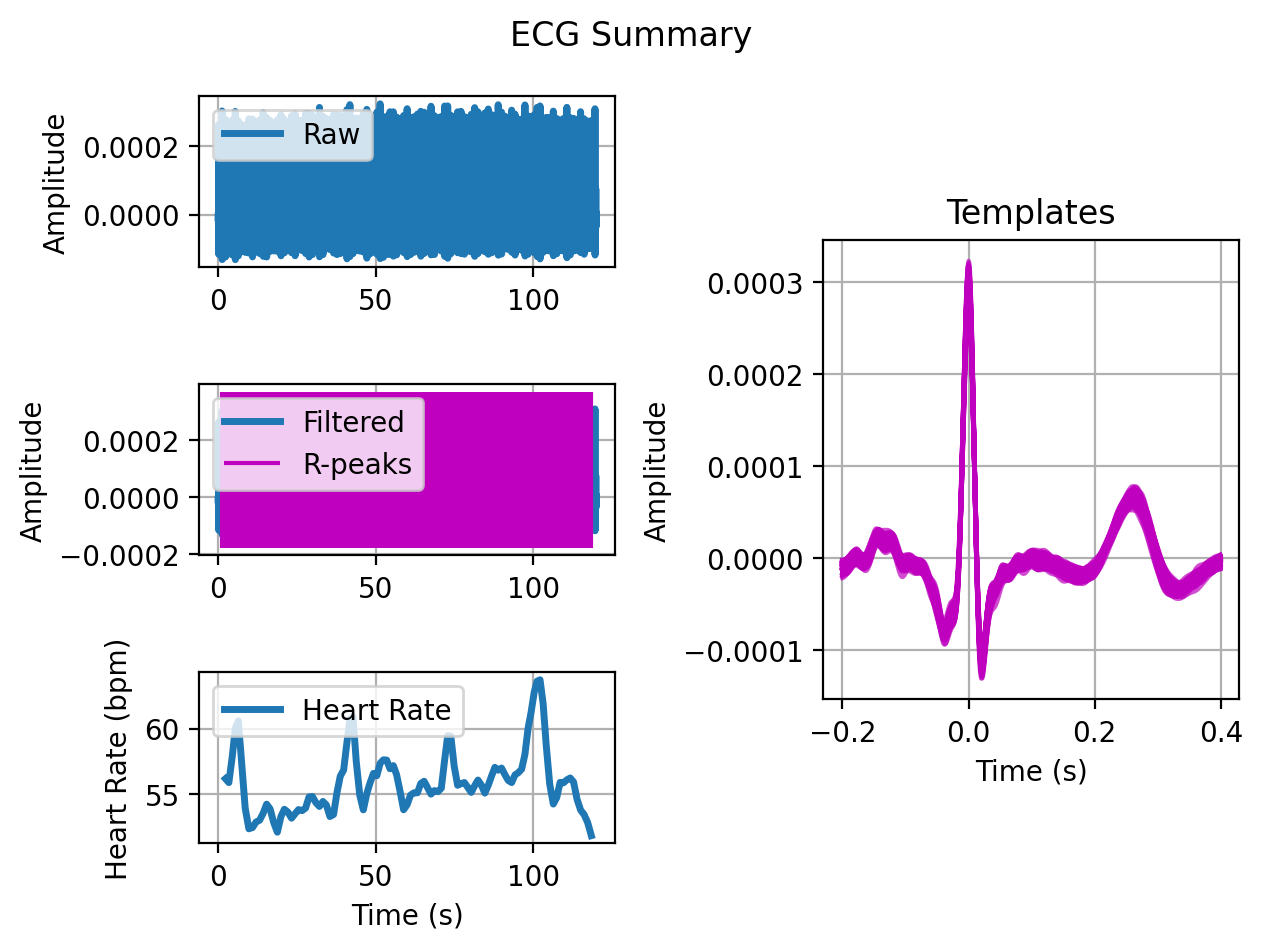 ECG Summary
Amplitude
0.0002
0.0000
Raw
0 50 100
Amplitude
0.0002
0.0000
−0.0002
Filtered
R-peaks
0 50 100
Heart Rate (bpm)
60
55
Heart Rate
0 50 100
Time (s)
Templates
Amplitude
0.0003
0.0002
0.0001
0.0000
−0.0001
−0.2 0.0 0.2 0.4
Time (s)